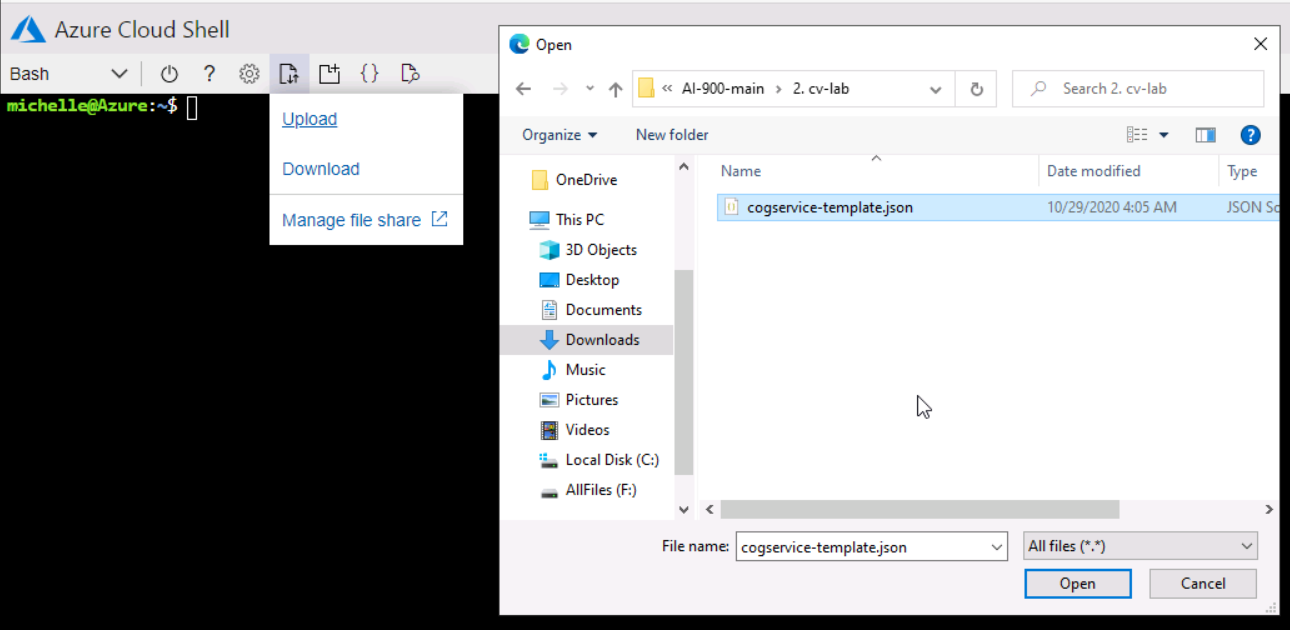 Azure Cloud Shell
Bash
?
{}
michelle@Azure:~$
Upload
Download
Manage file share
Open
« AI-900-main › 2. cv-lab
Search 2. cv-lab
Organize
New folder
?
OneDrive
This PC
3D Objects
Desktop
Documents
Downloads
Music
Pictures
Videos
Local Disk (C:)
AllFiles (F:)
Name
Date modified
Type
cogservice-template.json
10/29/2020 4:05 AM
JSON Sc
File name:
cogservice-template.json
All files (*.*)
Open
Cancel